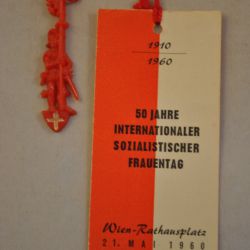 1910
1960
50 JAHRE
INTERNATIONALER
SOZIALISTISCHER
FRAUENTAG
Wien-Rathausplatz
21. MAI 1960